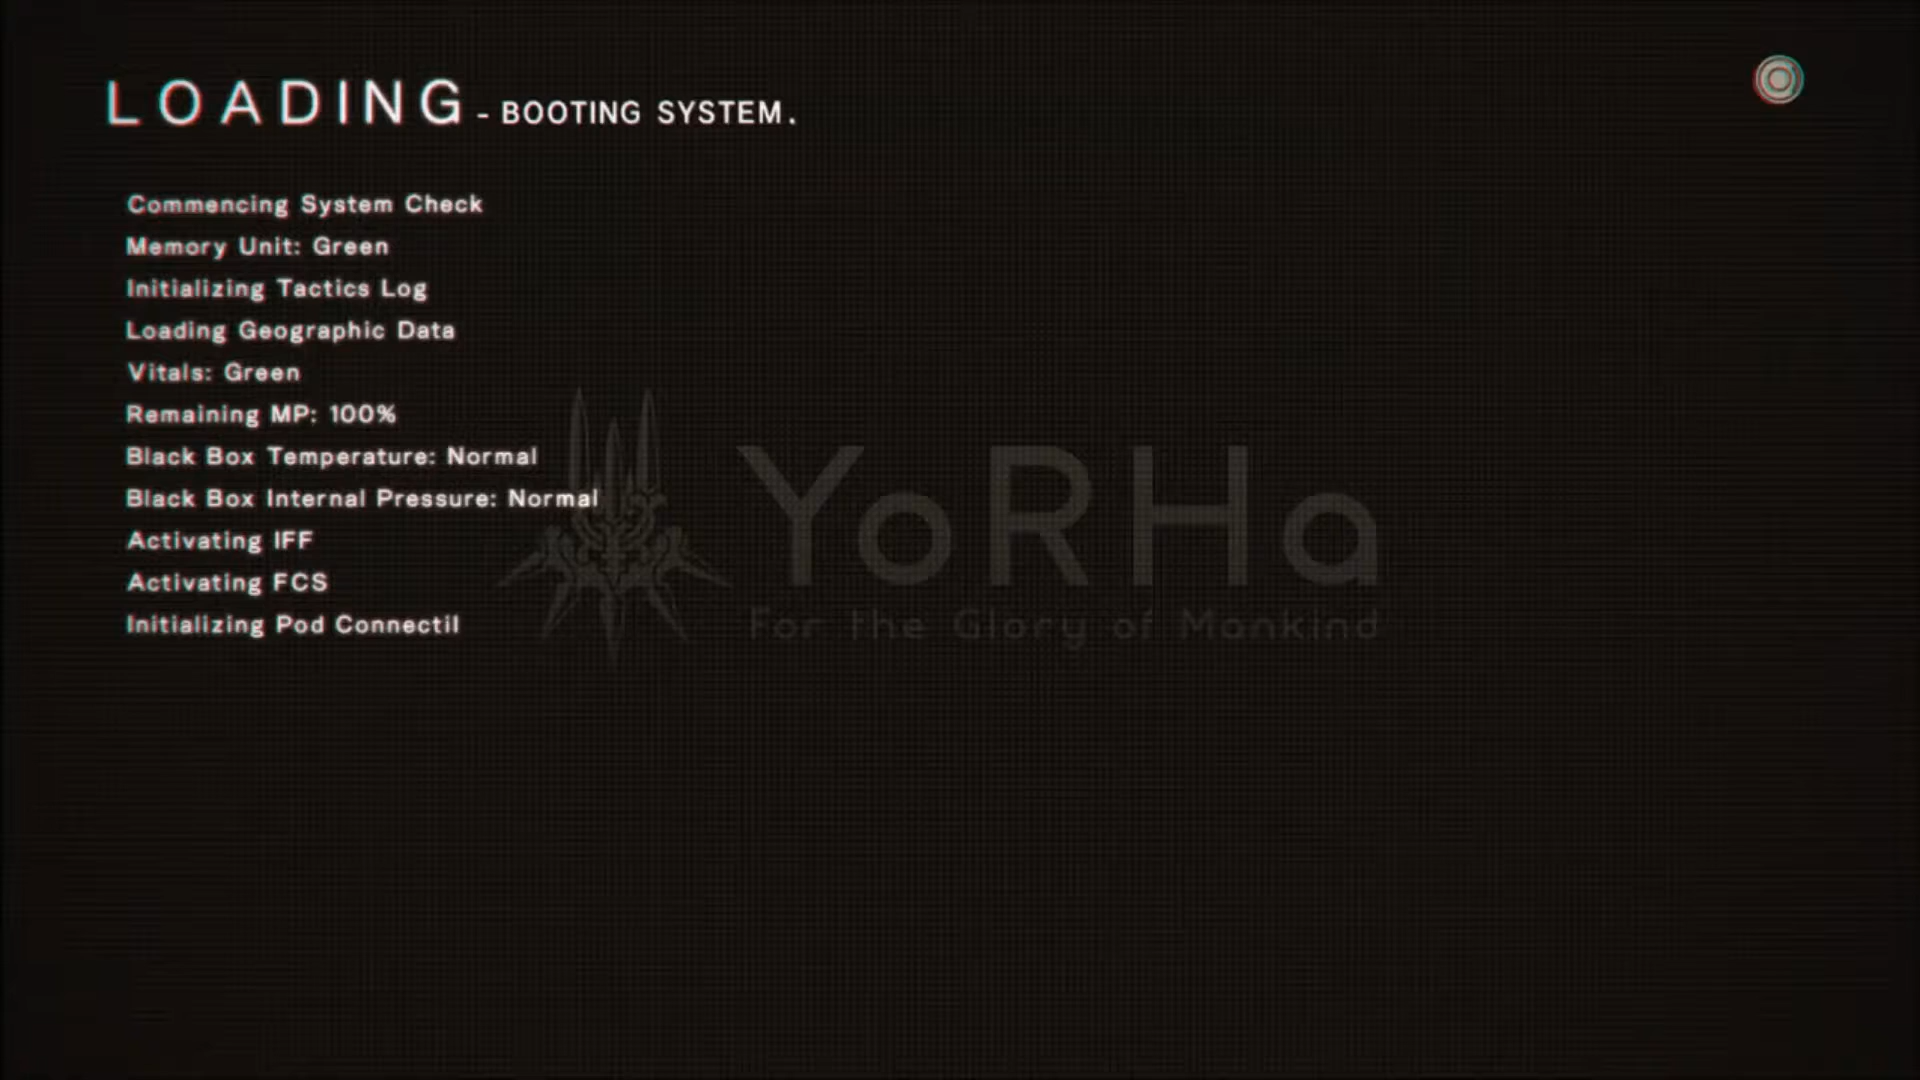 LOADING - BOOTING SYSTEM.
Commencing System Check
Memory Unit: Green
Initializing Tactics Log
Loading Geographic Data
Vitals: Green
Remaining MP: 100%
Black Box Temperature: Normal
Black Box Internal Pressure: Normal
Activating IFF
Activating FCS
Initializing Pod Connectil
YoRHa
For the Glory of Mankind